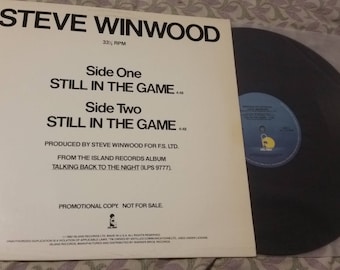 STEVE WINWOOD
33⅓ RPM
Side One
STILL IN THE GAME
Side Two
STILL IN THE GAME
PRODUCED BY STEVE WINWOOD FOR F.S. LTD.
FROM THE ISLAND RECORDS ALBUM
TALKING BACK TO THE NIGHT (ILPS 9777).
PROMOTIONAL COPY. NOT FOR SALE.